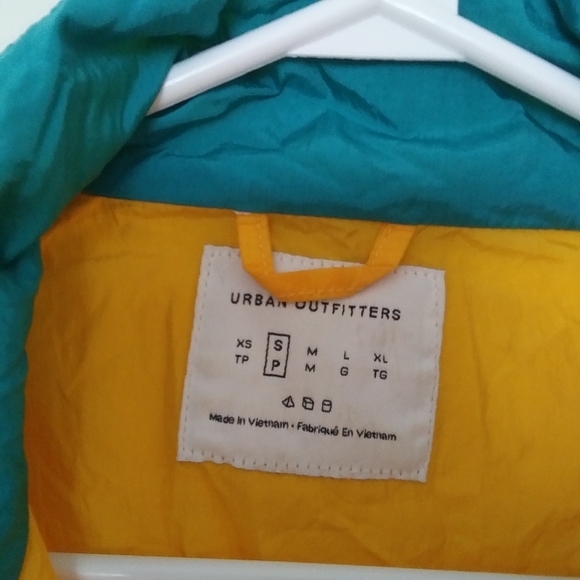 URBAN OUTFITTERS
XS S M L XL
TP P M G TG
Made In Vietnam • Fabriqué En Vietnam